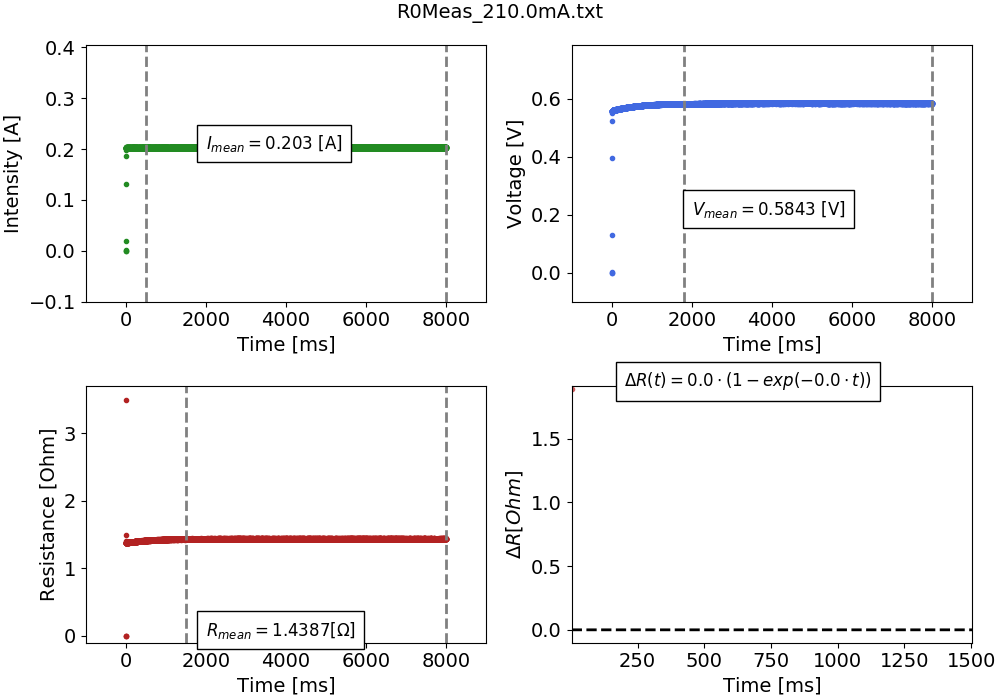 R0Meas_210.0mA.txt
0.4
0.3
0.2
0.1
0.0
−0.1
Intensity [A]
I_mean = 0.203 [A]
0 2000 4000 6000 8000
Time [ms]
0.6
0.4
0.2
0.0
Voltage [V]
V_mean = 0.5843 [V]
0 2000 4000 6000 8000
Time [ms]
3
2
1
0
Resistance [Ohm]
R_mean = 1.4387[Ω]
0 2000 4000 6000 8000
Time [ms]
ΔR(t) = 0.0 · (1 − exp(−0.0 · t))
1.5
1.0
0.5
0.0
ΔR[Ohm]
250 500 750 1000 1250 1500
Time [ms]